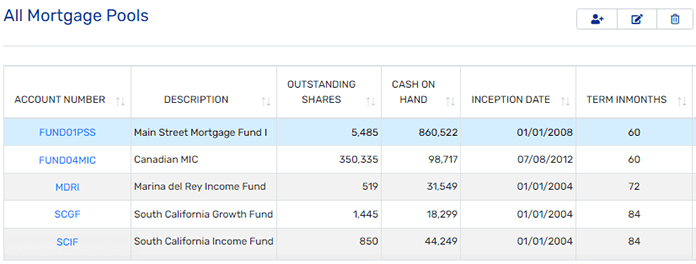 All Mortgage Pools
ACCOUNT NUMBER DESCRIPTION OUTSTANDING SHARES CASH ON HAND INCEPTION DATE TERM INMONTHS
FUND01PSS Main Street Mortgage Fund I 5,485 860,522 01/01/2008 60
FUND04MIC Canadian MIC 350,335 98,717 07/08/2012 60
MDRI Marina del Rey Income Fund 519 31,549 01/01/2004 72
SCGF South California Growth Fund 1,445 18,299 01/01/2004 84
SCIF South California Income Fund 850 44,249 01/01/2004 84